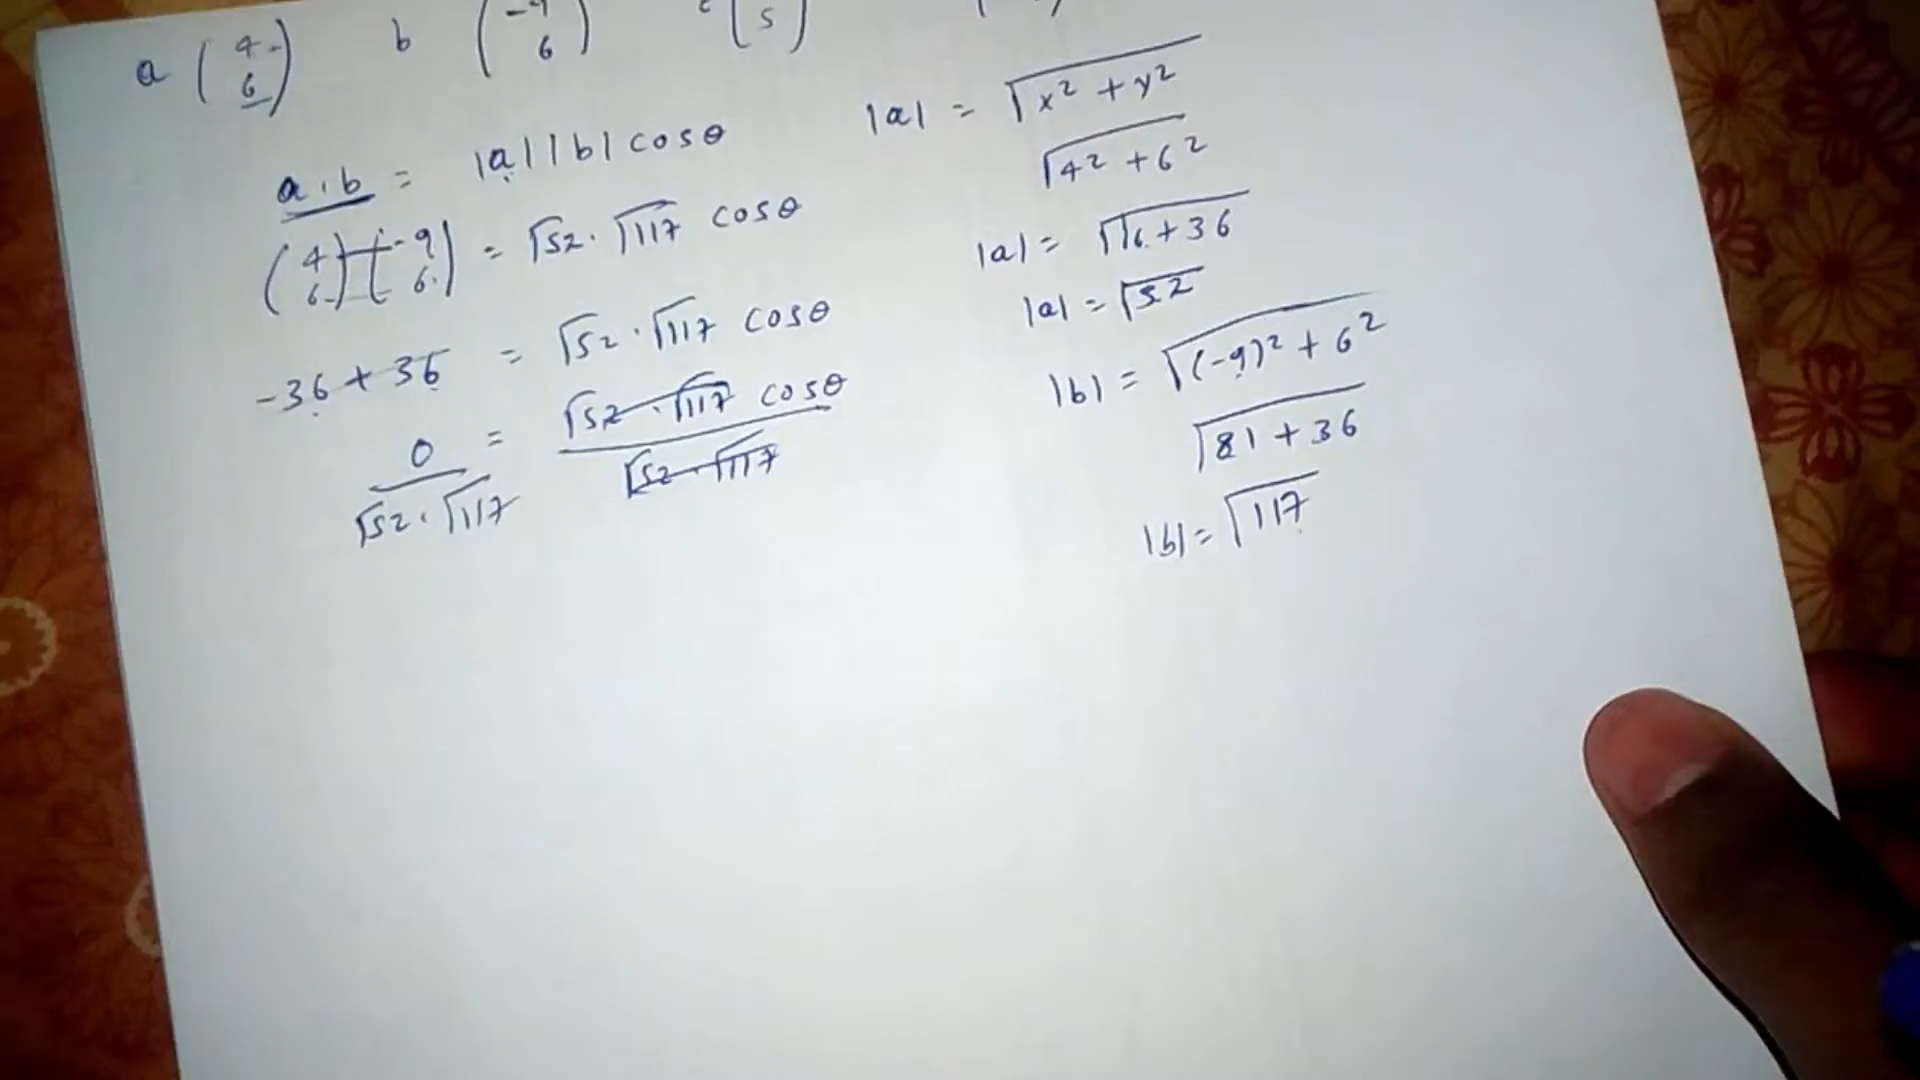 a (4 6) b (-9 6) (5)
a.b = |a||b| cosθ
(4 6)(-9 6) = √52 . √117 cosθ
-36 + 36 = √52 . √117 cosθ
0 / √52 . √117 = √52 . √117 cosθ / √52 . √117
|a| = √x² + y²
√4² + 6²
|a| = √16 + 36
|a| = √52
|b| = √(-9)² + 6²
√81 + 36
|b| = √117